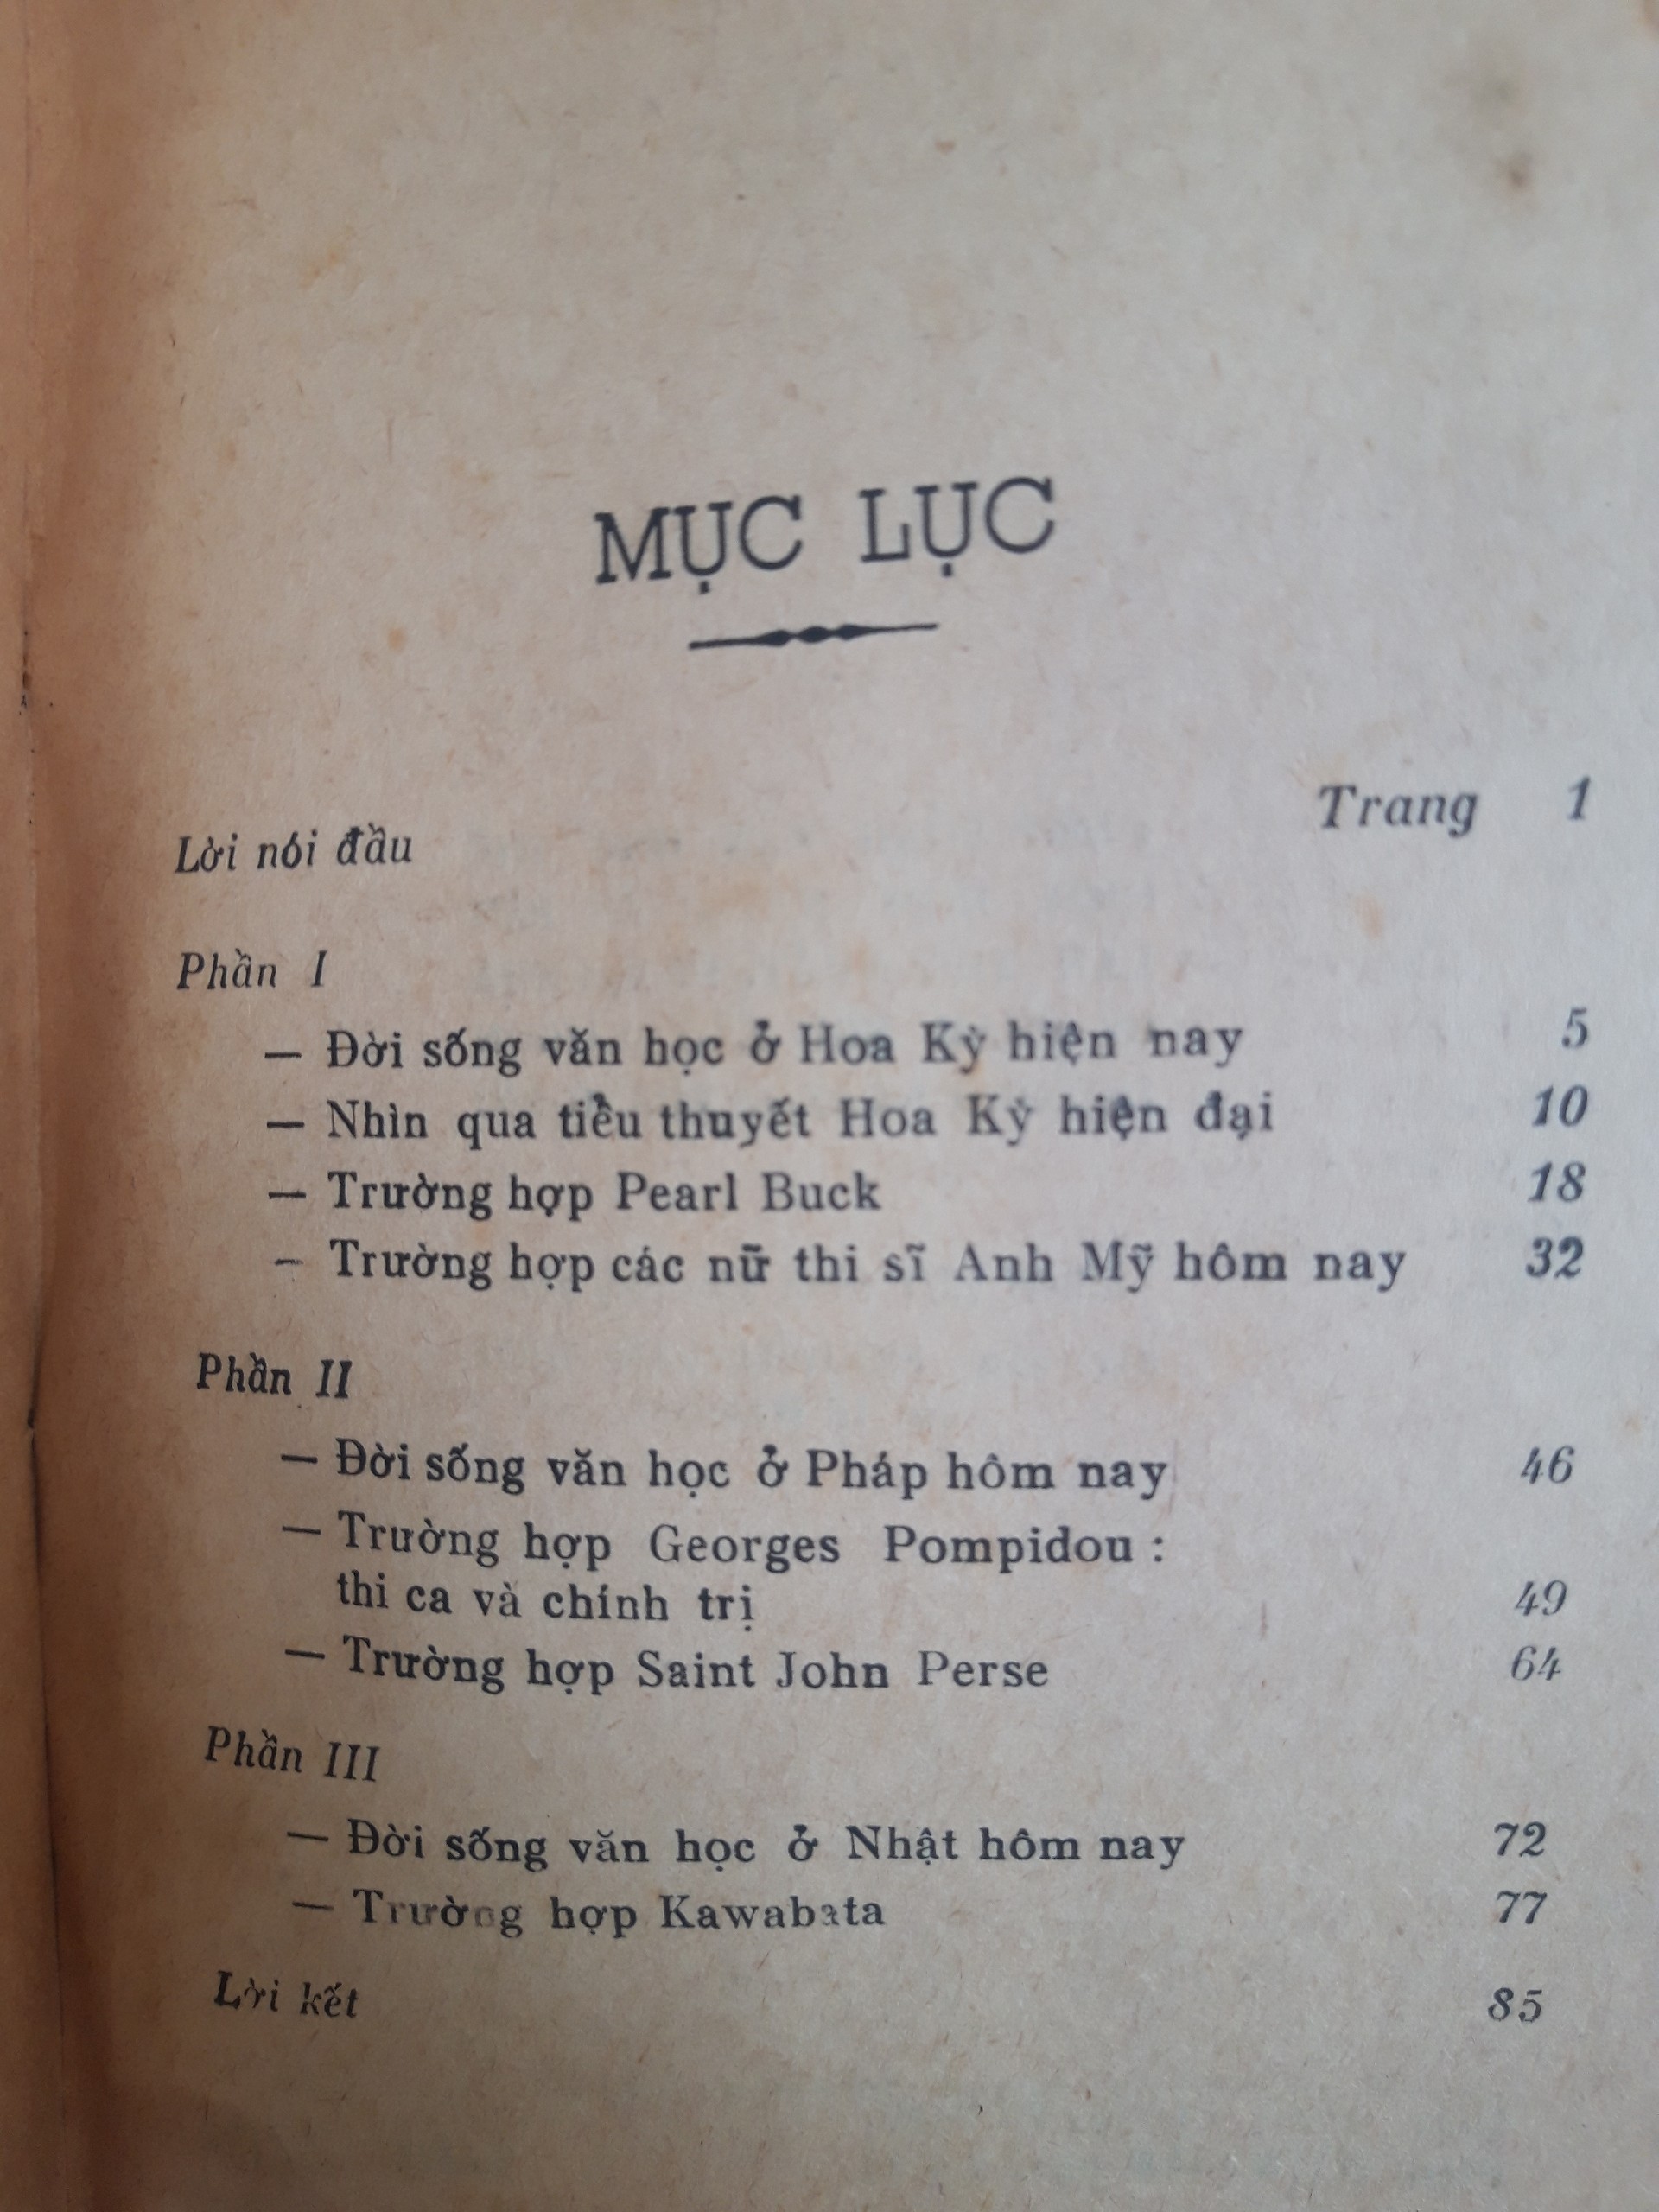 MỤC LỤC
Lời nói đầu Trang 1
Phần I
— Đời sống văn học ở Hoa Kỳ hiện nay 5
— Nhìn qua tiểu thuyết Hoa Kỳ hiện đại 10
— Trường hợp Pearl Buck 18
— Trường hợp các nữ thi sĩ Anh Mỹ hôm nay 32
Phần II
— Đời sống văn học ở Pháp hôm nay 46
— Trường hợp Georges Pompidou :
thi ca và chính trị 49
— Trường hợp Saint John Perse 64
Phần III
— Đời sống văn học ở Nhật hôm nay 72
— Trường hợp Kawabata 77
Lời kết 85